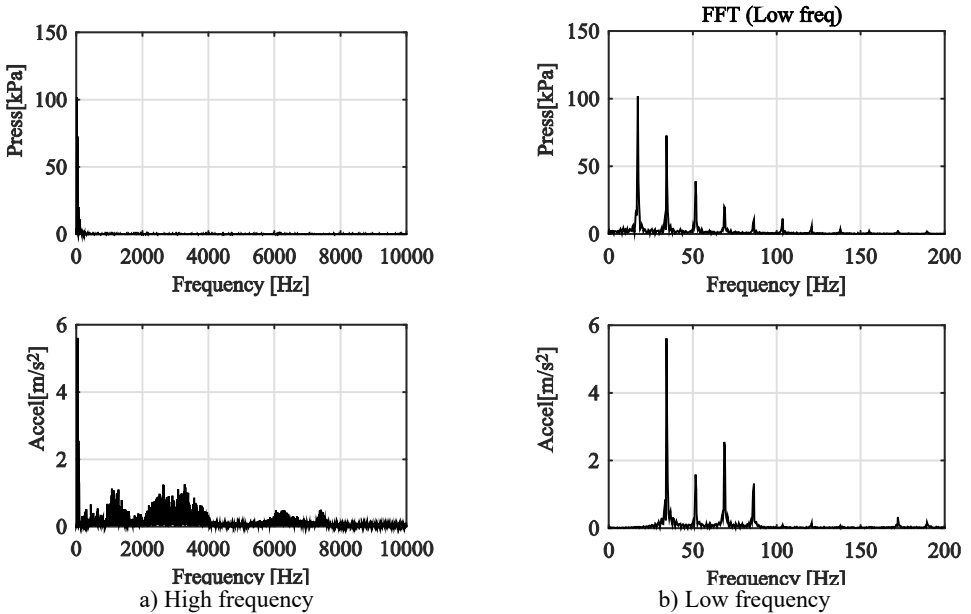 FFT (Low freq)
150
100
50
0
Press[kPa]
0 2000 4000 6000 8000 10000
Frequency [Hz]
150
100
50
0
Press[kPa]
0 50 100 150 200
Frequency [Hz]
6
4
2
0
Accel[m/s²]
0 2000 4000 6000 8000 10000
Frequency [Hz]
a) High frequency
6
4
2
0
Accel[m/s²]
0 50 100 150 200
Frequency [Hz]
b) Low frequency